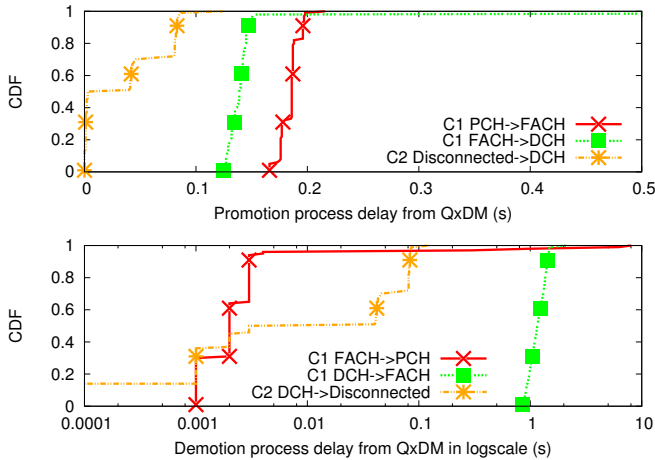 1
0.8
0.6
0.4
0.2
0
CDF
C1 PCH->FACH
C1 FACH->DCH
C2 Disconnected->DCH
0 0.1 0.2 0.3 0.4 0.5
Promotion process delay from QxDM (s)
1
0.8
0.6
0.4
0.2
0
CDF
C1 FACH->PCH
C1 DCH->FACH
C2 DCH->Disconnected
0.0001 0.001 0.01 0.1 1 10
Demotion process delay from QxDM in logscale (s)